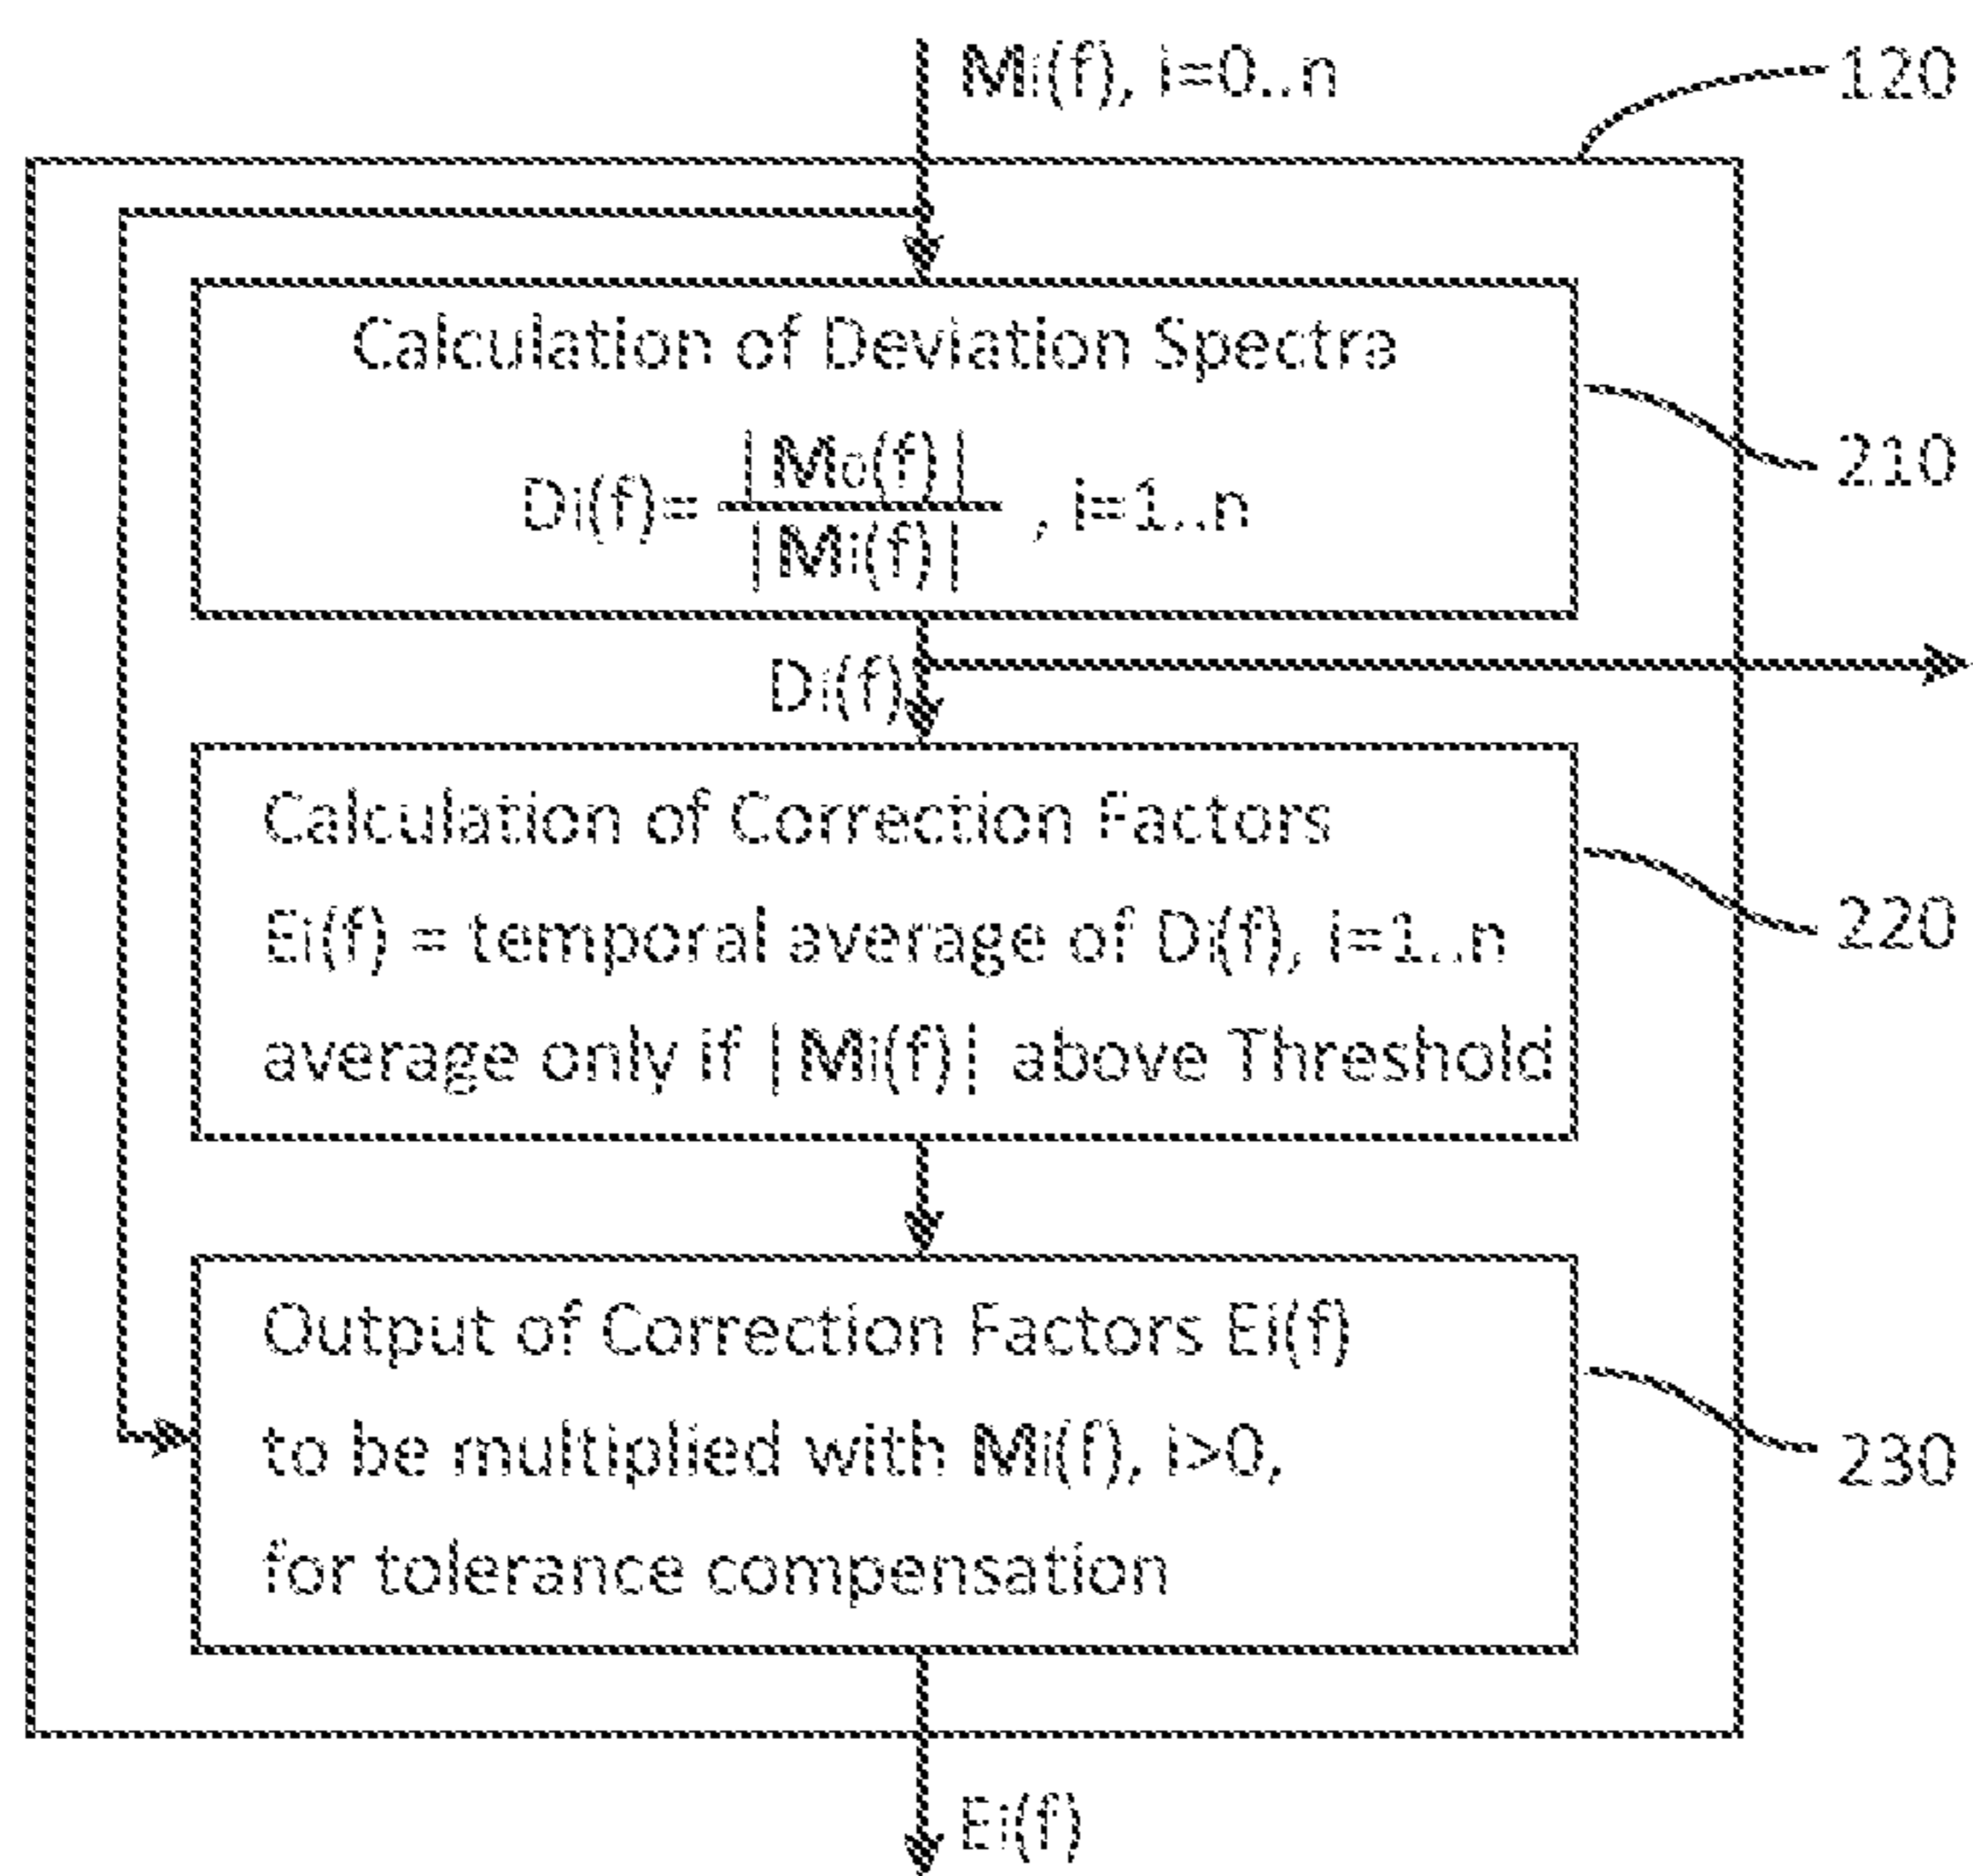 Mi(f), i=0..n
120
Calculation of Deviation Spectra
|M0(f)|
Di(f)= , i=1..n
|Mi(f)|
210
Di(f)
Calculation of Correction Factors
Ei(f) = temporal average of Di(f), i=1..n
average only if |Mi(f)| above Threshold
220
Output of Correction Factors Ei(f)
to be multiplied with Mi(f), i>0,
for tolerance compensation
230
Ei(f)